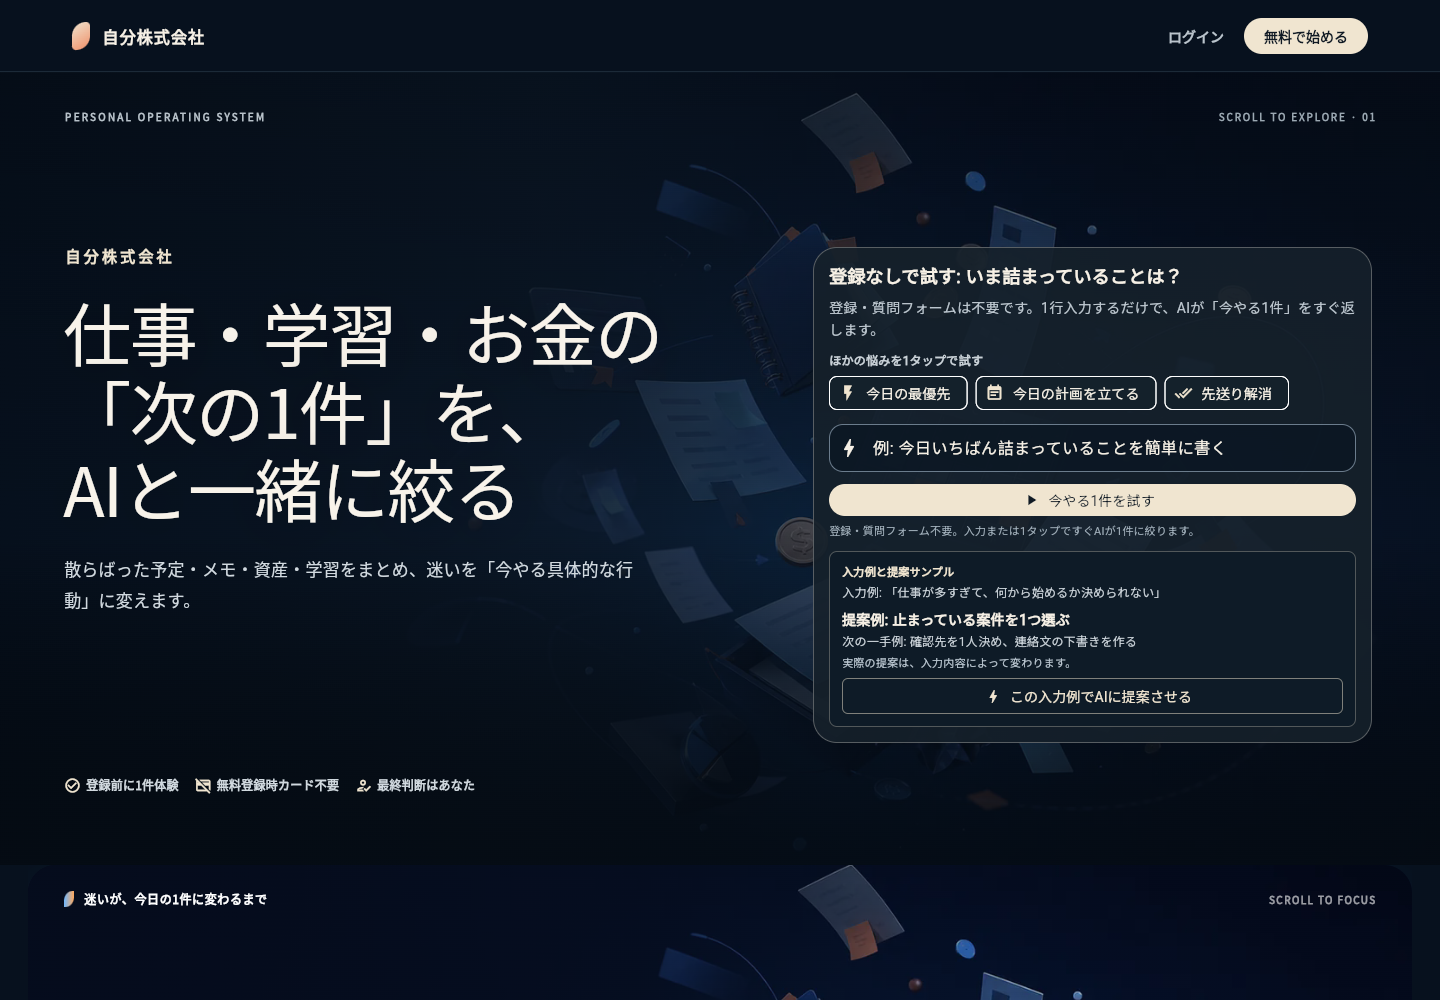 自分株式会社
ログイン
無料で始める
PERSONAL OPERATING SYSTEM
SCROLL TO EXPLORE · 01
自分株式会社
仕事・学習・お金の
「次の1件」を、
AIと一緒に絞る
散らばった予定・メモ・資産・学習をまとめ、迷いを「今やる具体的な行
動」に変えます。
登録前に1件体験
無料登録時カード不要
最終判断はあなた
登録なしで試す: いま詰まっていることは？
登録・質問フォームは不要です。1行入力するだけで、AIが「今やる1件」をすぐ返
します。
ほかの悩みを1タップで試す
今日の最優先
今日の計画を立てる
先送り解消
例: 今日いちばん詰まっていることを簡単に書く
今やる1件を試す
登録・質問フォーム不要。入力または1タップですぐAIが1件に絞ります。
入力例と提案サンプル
入力例: 「仕事が多すぎて、何から始めるか決められない」
提案例: 止まっている案件を1つ選ぶ
次の一手例: 確認先を1人決め、連絡文の下書きを作る
実際の提案は、入力内容によって変わります。
この入力例でAIに提案させる
迷いが、今日の1件に変わるまで
SCROLL TO FOCUS